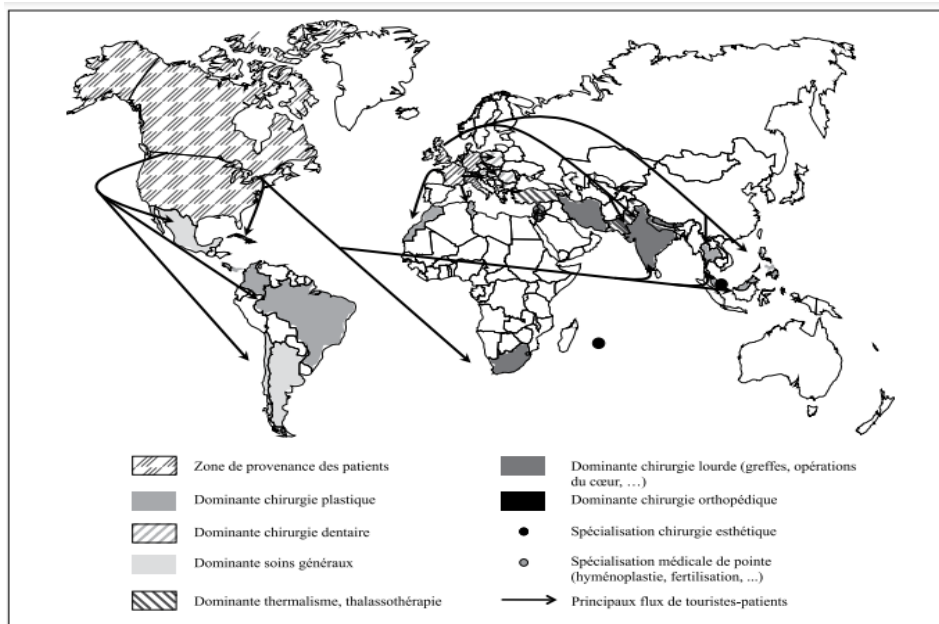 Zone de provenance des patients
Dominante chirurgie plastique
Dominante chirurgie dentaire
Dominante soins généraux
Dominante thermalisme, thalassothérapie
Dominante chirurgie lourde (greffes, opérations
du cœur, …)
Dominante chirurgie orthopédique
Spécialisation chirurgie esthétique
Spécialisation médicale de pointe
(hyménoplastie, fertilisation, ...)
Principaux flux de touristes-patients